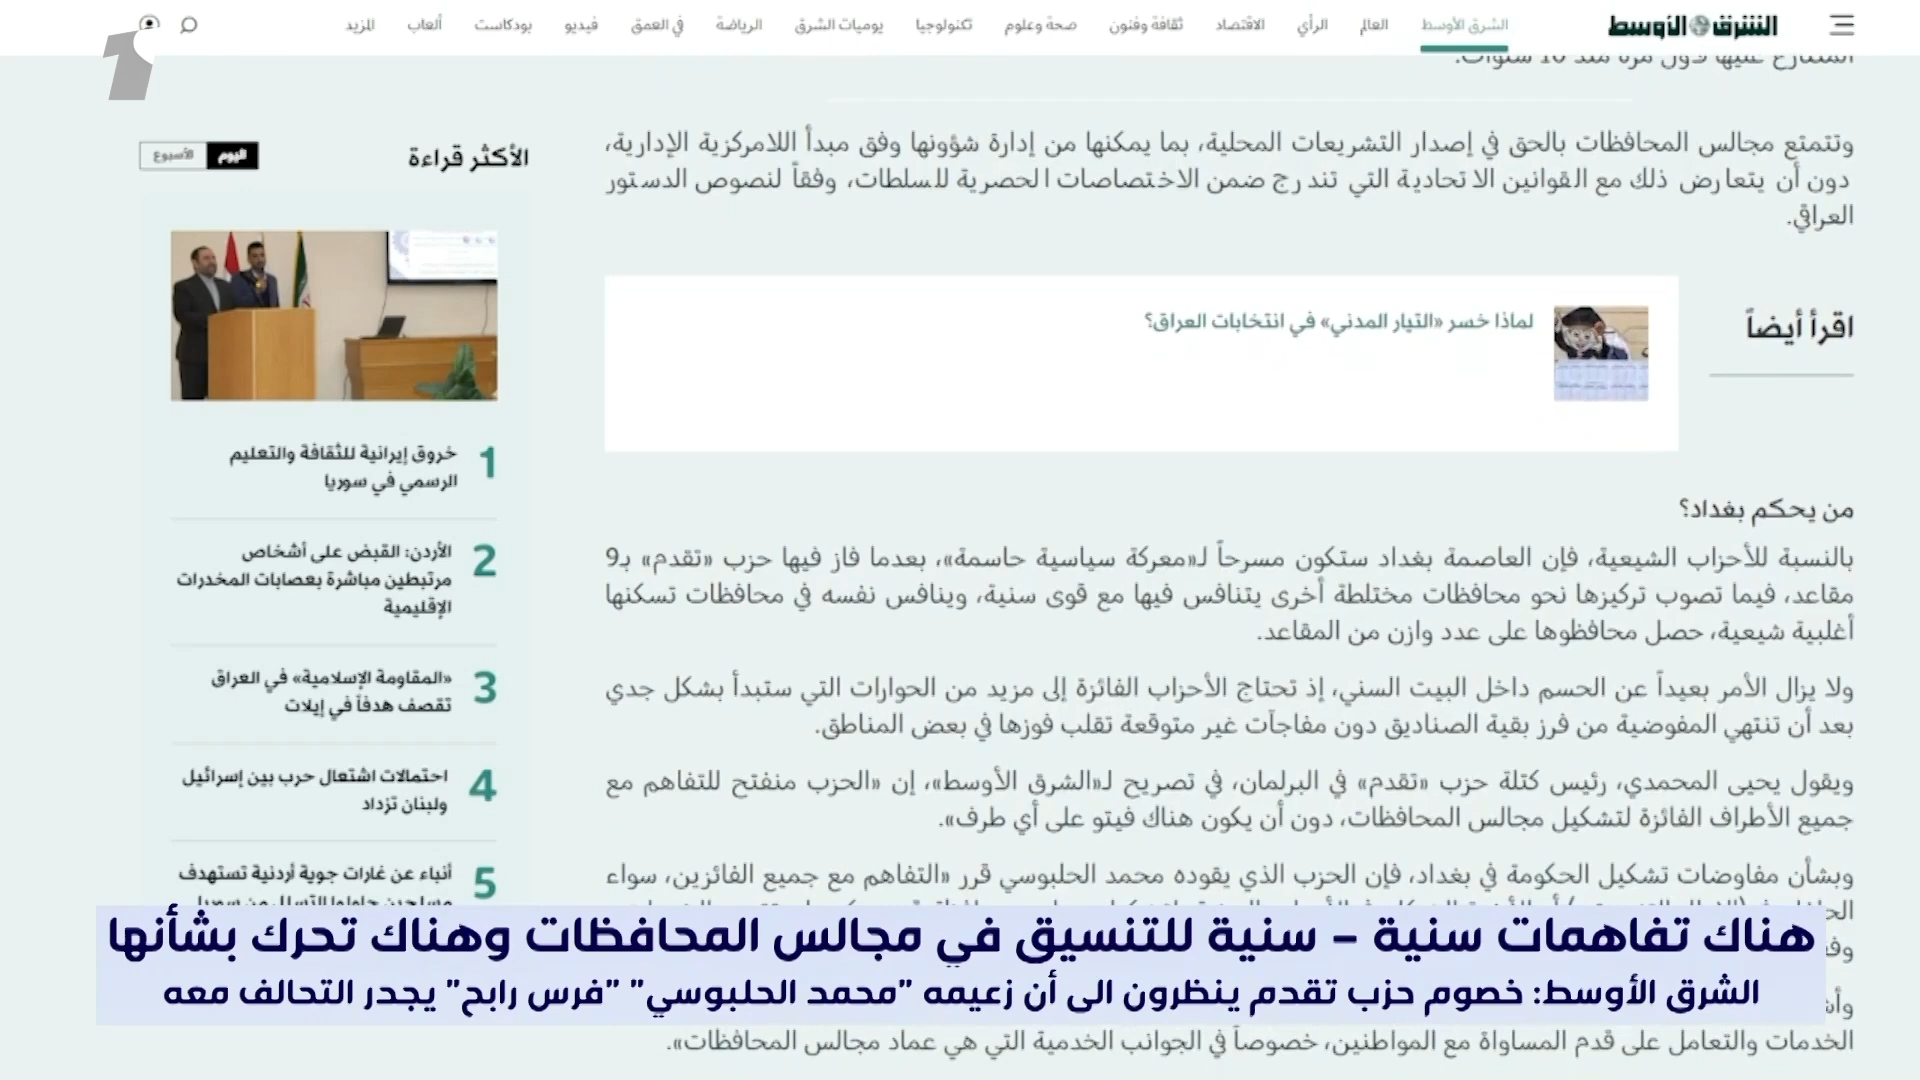 الشرق الأوسط
الشرق الأوسط العالم الرأي الاقتصاد ثقافة وفنون صحة وعلوم تكنولوجيا يوميات الشرق الرياضة في العمق فيديو بودكاست ألعاب المزيد
وتتمتع مجالس المحافظات بالحق في إصدار التشريعات المحلية، بما يمكنها من إدارة شؤونها وفق مبدأ اللامركزية الإدارية،
دون أن يتعارض ذلك مع القوانين الاتحادية التي تندرج ضمن الاختصاصات الحصرية للسلطات، وفقاً لنصوص الدستور
العراقي.
اقرأ أيضاً
لماذا خسر «التيار المدني» في انتخابات العراق؟
من يحكم بغداد؟
بالنسبة للأحزاب الشيعية، فإن العاصمة بغداد ستكون مسرحاً لـ«معركة سياسية حاسمة»، بعدما فاز فيها حزب «تقدم» بـ9
مقاعد، فيما تصوب تركيزها نحو محافظات مختلطة أخرى يتنافس فيها مع قوى سنية، وينافس نفسه في محافظات تسكنها
أغلبية شيعية، حصل محافظوها على عدد وازن من المقاعد.
ولا يزال الأمر بعيداً عن الحسم داخل البيت السني، إذ تحتاج الأحزاب الفائزة إلى مزيد من الحوارات التي ستبدأ بشكل جدي
بعد أن تنتهي المفوضية من فرز بقية الصناديق دون مفاجآت غير متوقعة تقلب فوزها في بعض المناطق.
ويقول يحيى المحمدي، رئيس كتلة حزب «تقدم» في البرلمان، في تصريح لـ«الشرق الأوسط»، إن «الحزب منفتح للتفاهم مع
جميع الأطراف الفائزة لتشكيل مجالس المحافظات، دون أن يكون هناك فيتو على أي طرف».
وبشأن مفاوضات تشكيل الحكومة في بغداد، فإن الحزب الذي يقوده محمد الحلبوسي قرر «التفاهم مع جميع الفائزين، سواء
الخدمات والتعامل على قدم المساواة مع المواطنين، خصوصاً في الجوانب الخدمية التي هي عماد مجالس المحافظات».
الأكثر قراءة
اليوم الأسبوع
1 خروق إيرانية للثقافة والتعليم
الرسمي في سوريا
2 الأردن: القبض على أشخاص
مرتبطين مباشرة بعصابات المخدرات
الإقليمية
3 «المقاومة الإسلامية» في العراق
تقصف هدفاً في إيلات
4 احتمالات اشتعال حرب بين إسرائيل
ولبنان تزداد
5 أنباء عن غارات جوية أردنية تستهدف
هناك تفاهمات سنية – سنية للتنسيق في مجالس المحافظات وهناك تحرك بشأنها
الشرق الأوسط: خصوم حزب تقدم ينظرون الى أن زعيمه "محمد الحلبوسي" "فرس رابح" يجدر التحالف معه